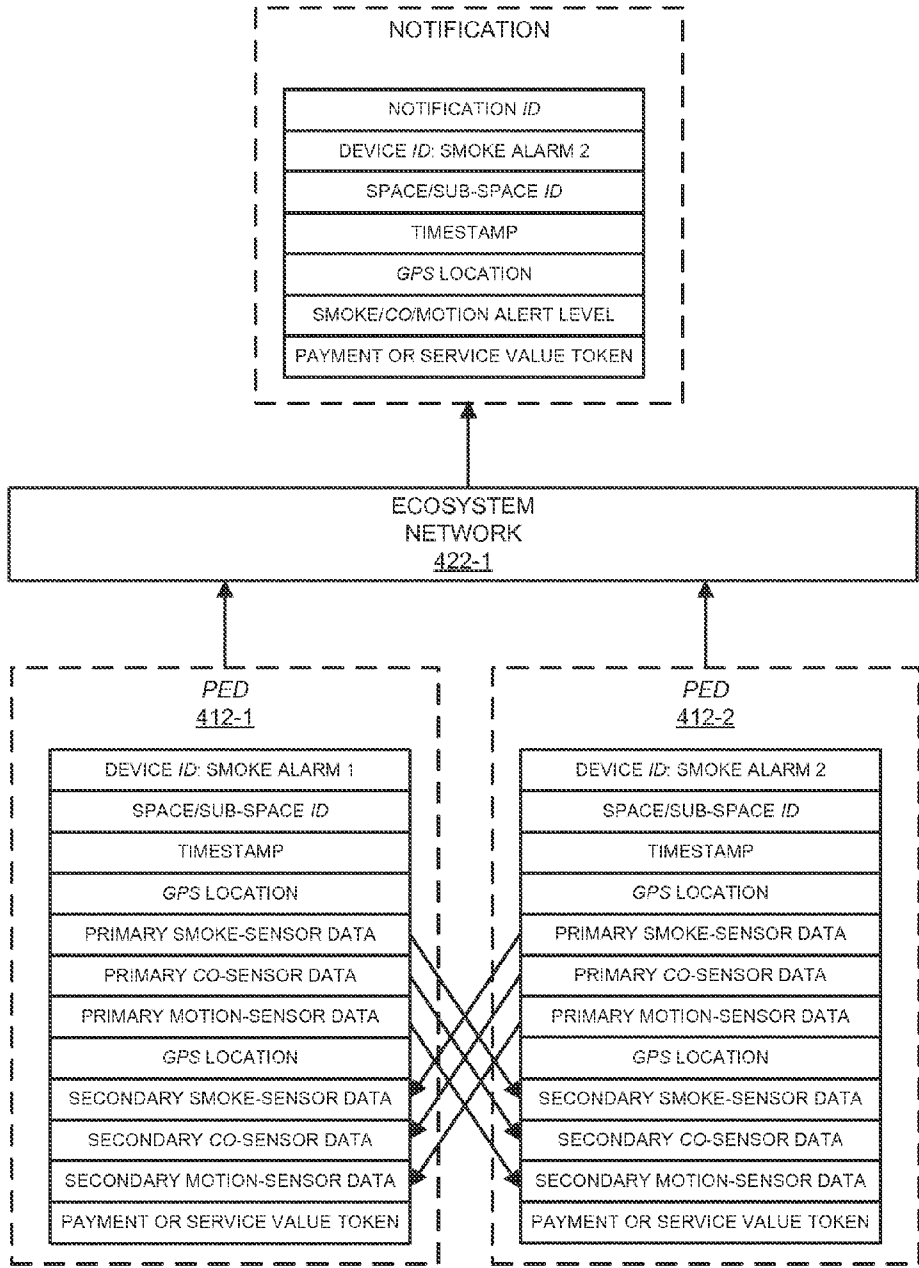 NOTIFICATION
NOTIFICATION ID
DEVICE ID: SMOKE ALARM 2
SPACE/SUB-SPACE ID
TIMESTAMP
GPS LOCATION
SMOKE/CO/MOTION ALERT LEVEL
PAYMENT OR SERVICE VALUE TOKEN
ECOSYSTEM
NETWORK
422-1
PED
412-1
DEVICE ID: SMOKE ALARM 1
SPACE/SUB-SPACE ID
TIMESTAMP
GPS LOCATION
PRIMARY SMOKE-SENSOR DATA
PRIMARY CO-SENSOR DATA
PRIMARY MOTION-SENSOR DATA
GPS LOCATION
SECONDARY SMOKE-SENSOR DATA
SECONDARY CO-SENSOR DATA
SECONDARY MOTION-SENSOR DATA
PAYMENT OR SERVICE VALUE TOKEN
PED
412-2
DEVICE ID: SMOKE ALARM 2
SPACE/SUB-SPACE ID
TIMESTAMP
GPS LOCATION
PRIMARY SMOKE-SENSOR DATA
PRIMARY CO-SENSOR DATA
PRIMARY MOTION-SENSOR DATA
GPS LOCATION
SECONDARY SMOKE-SENSOR DATA
SECONDARY CO-SENSOR DATA
SECONDARY MOTION-SENSOR DATA
PAYMENT OR SERVICE VALUE TOKEN